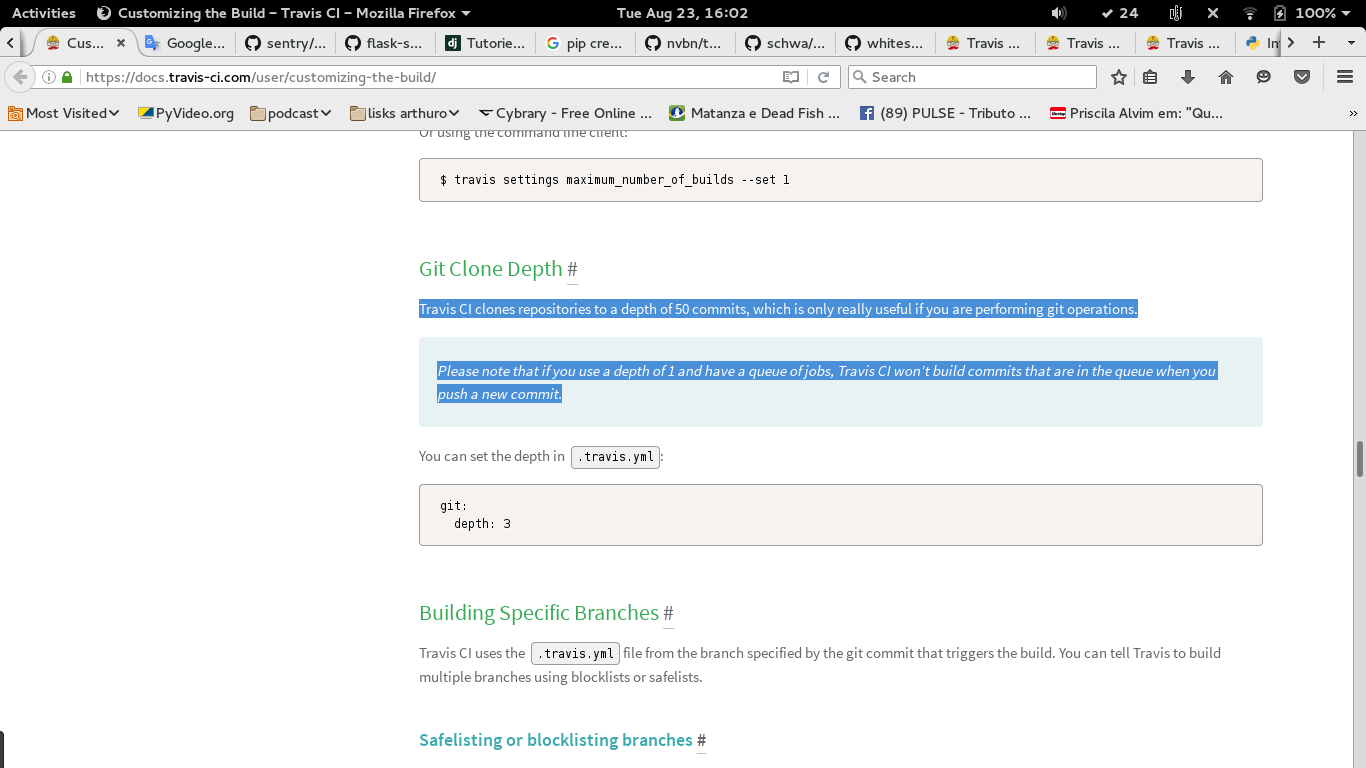 Activities Customizing the Build – Travis CI – Mozilla Firefox Tue Aug 23, 16:02 24 100%
Cus... Google... sentry/... flask-s... Tutorie... pip cre... nvbn/t... schwa/... whites... Travis ... Travis ... Travis ... In
https://docs.travis-ci.com/user/customizing-the-build/ Search
Most Visited PyVideo.org podcast lisks arthuro Cybrary - Free Online ... Matanza e Dead Fish ... (89) PULSE - Tributo ... Priscila Alvim em: "Qu... »
Or using the command line client:
$ travis settings maximum_number_of_builds --set 1
Git Clone Depth #
Travis CI clones repositories to a depth of 50 commits, which is only really useful if you are performing git operations.
Please note that if you use a depth of 1 and have a queue of jobs, Travis CI won’t build commits that are in the queue when you
push a new commit.
You can set the depth in .travis.yml:
git:
depth: 3
Building Specific Branches #
Travis CI uses the .travis.yml file from the branch specified by the git commit that triggers the build. You can tell Travis to build
multiple branches using blocklists or safelists.
Safelisting or blocklisting branches #